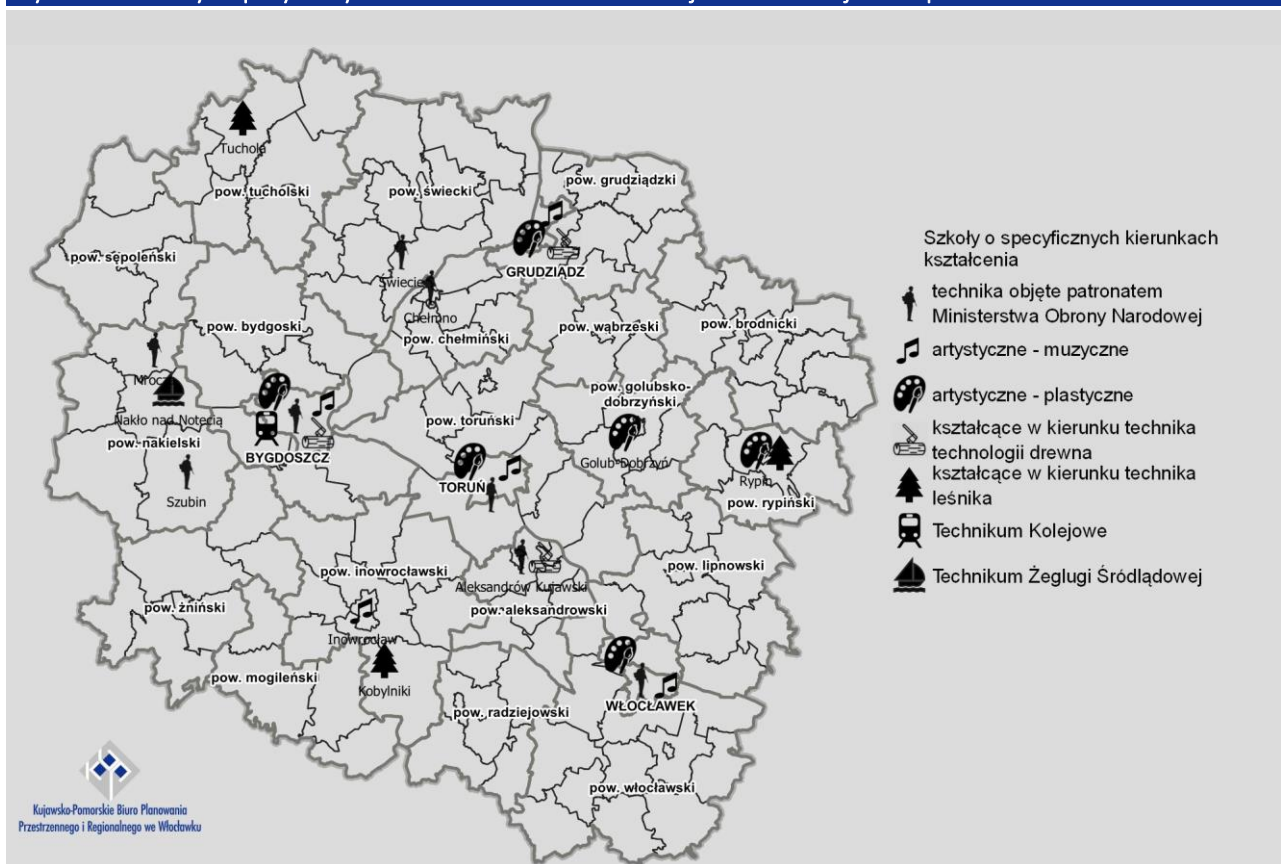 Tuchola
pow. tucholski
pow. świecki
pow. grudziądzki
GRUDZIĄDZ
pow. sępoleński
Świecie
Chełmno
pow. bydgoski
pow. chełmiński
pow. wąbrzeski
pow. brodnicki
Mrocza
Nakło nad Notecią
pow. nakielski
BYGDOSZCZ
pow. toruński
pow. golubsko-
dobrzyński
Golub-Dobrzyń
Rypin
pow. rypiński
Szubin
TORUŃ
pow. inowrocławski
Aleksandrów Kujawski
pow. lipnowski
pow. żniński
pow. aleksandrowski
Inowrocław
pow. mogileński
Kobylniki
pow. radziejowski
WŁOCŁAWEK
pow. włocławski
Szkoły o specyficznych kierunkach
kształcenia
technika objęte patronatem
Ministerstwa Obrony Narodowej
artystyczne - muzyczne
artystyczne - plastyczne
kształcące w kierunku technika
technologii drewna
kształcące w kierunku technika
leśnika
Technikum Kolejowe
Technikum Żeglugi Śródlądowej
Kujawsko-Pomorskie Biuro Planowania
Przestrzennego i Regionalnego we Włocławku